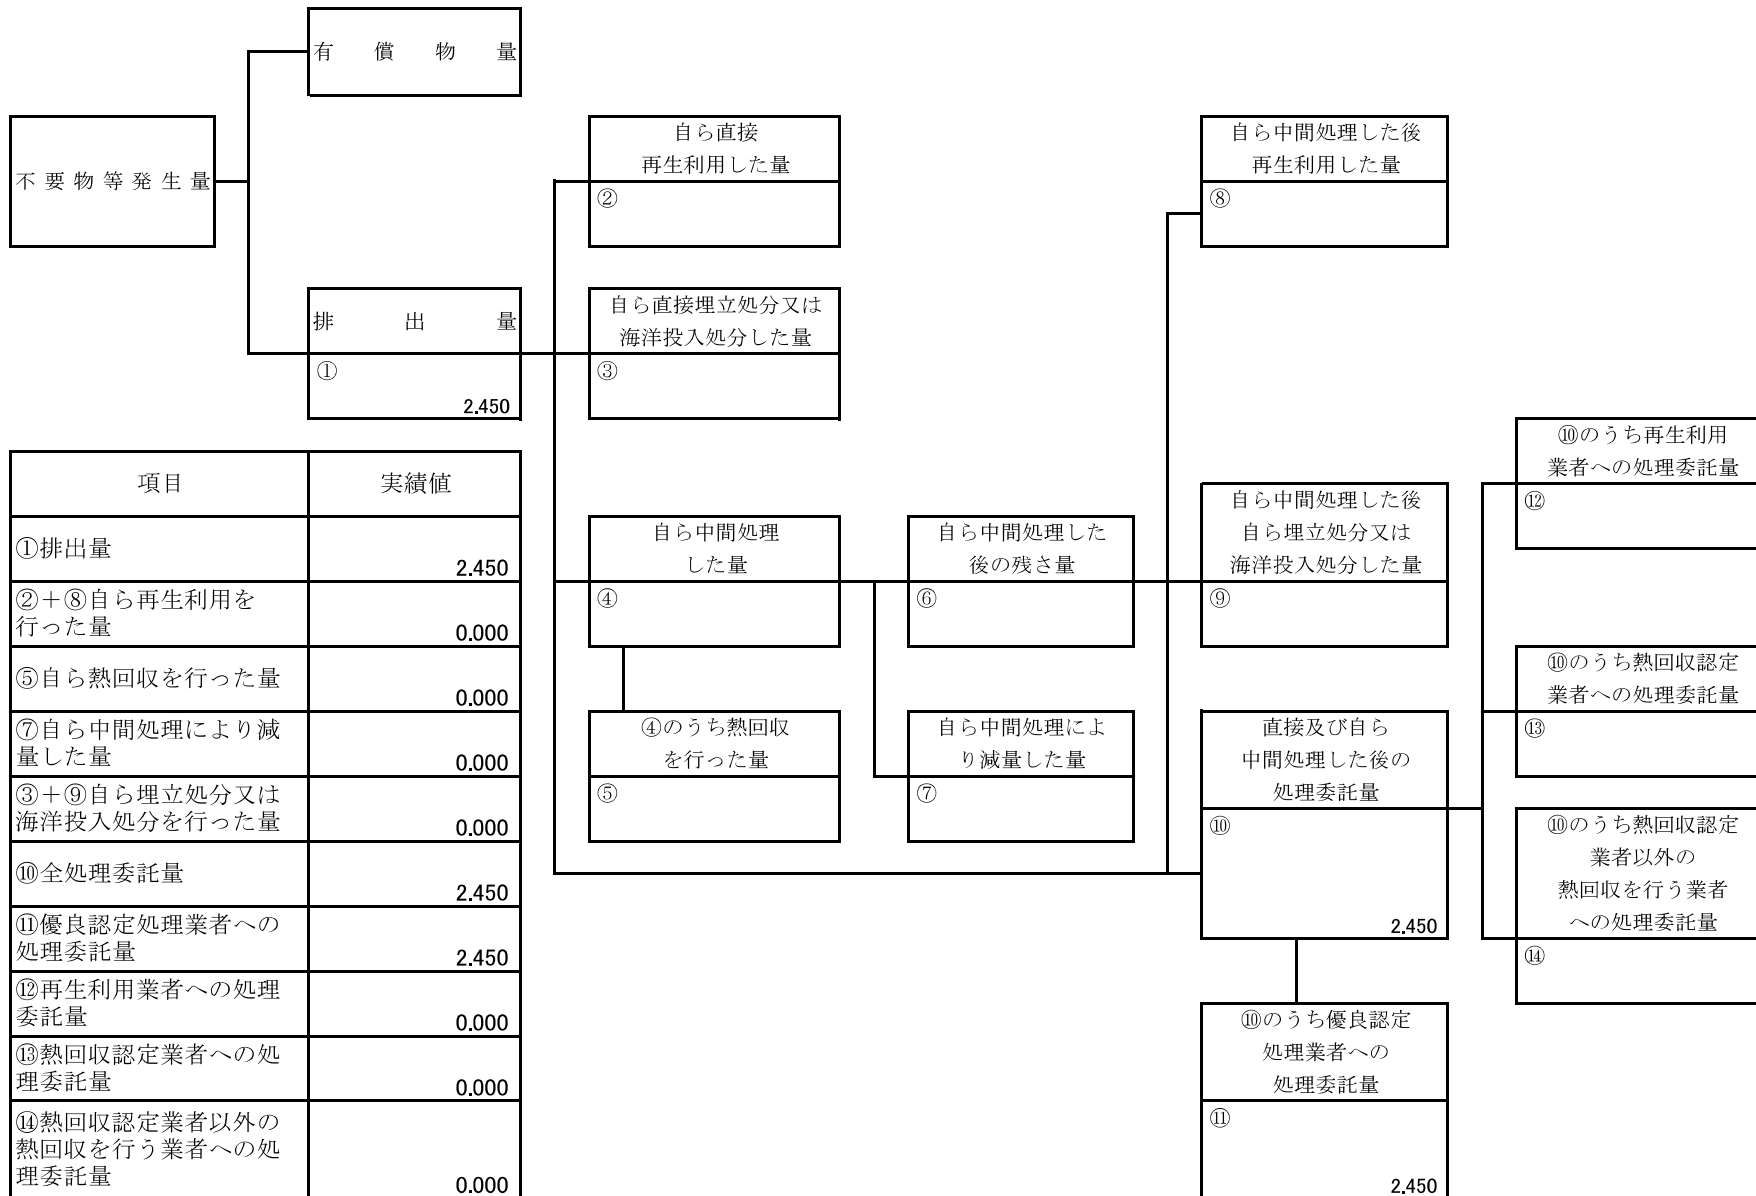 有償物量
不要物等発生量
排出量
①
2.450
自ら直接
再生利用した量
②
自ら直接埋立処分又は
海洋投入処分した量
③
自ら中間処理した後
再生利用した量
⑧
項目 実績値
①排出量
2.450
②+⑧自ら再生利用を
行った量
0.000
⑤自ら熱回収を行った量
0.000
⑦自ら中間処理により減
量した量
0.000
③+⑨自ら埋立処分又は
海洋投入処分を行った量
0.000
⑩全処理委託量
2.450
⑪優良認定処理業者への
処理委託量
2.450
⑫再生利用業者への処理
委託量
0.000
⑬熱回収認定業者への処
理委託量
0.000
⑭熱回収認定業者以外の
熱回収を行う業者への処
理委託量
0.000
自ら中間処理
した量
④
④のうち熱回収
を行った量
⑤
自ら中間処理した
後の残さ量
⑥
自ら中間処理によ
り減量した量
⑦
自ら中間処理した後
自ら埋立処分又は
海洋投入処分した量
⑨
直接及び自ら
中間処理した後の
処理委託量
⑩
2.450
⑩のうち優良認定
処理業者への
処理委託量
⑪
2.450
⑩のうち再生利用
業者への処理委託量
⑫
⑩のうち熱回収認定
業者への処理委託量
⑬
⑩のうち熱回収認定
業者以外の
熱回収を行う業者
への処理委託量
⑭